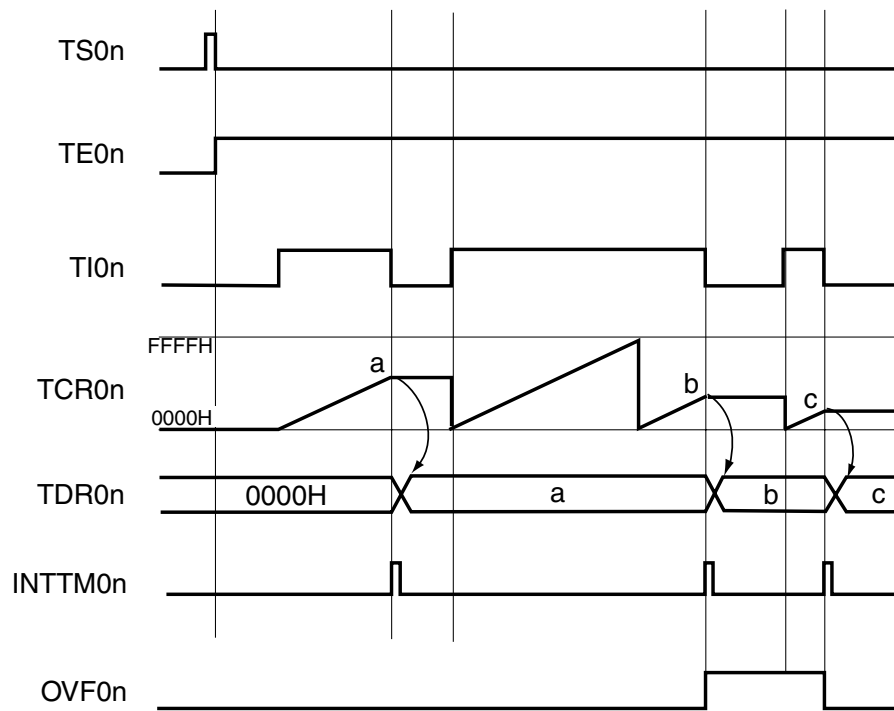 TS0n
TE0n
TI0n
FFFFH
a
b
TCR0n
c
0000H
TDR0n
0000H a b c
INTTM0n
OVF0n